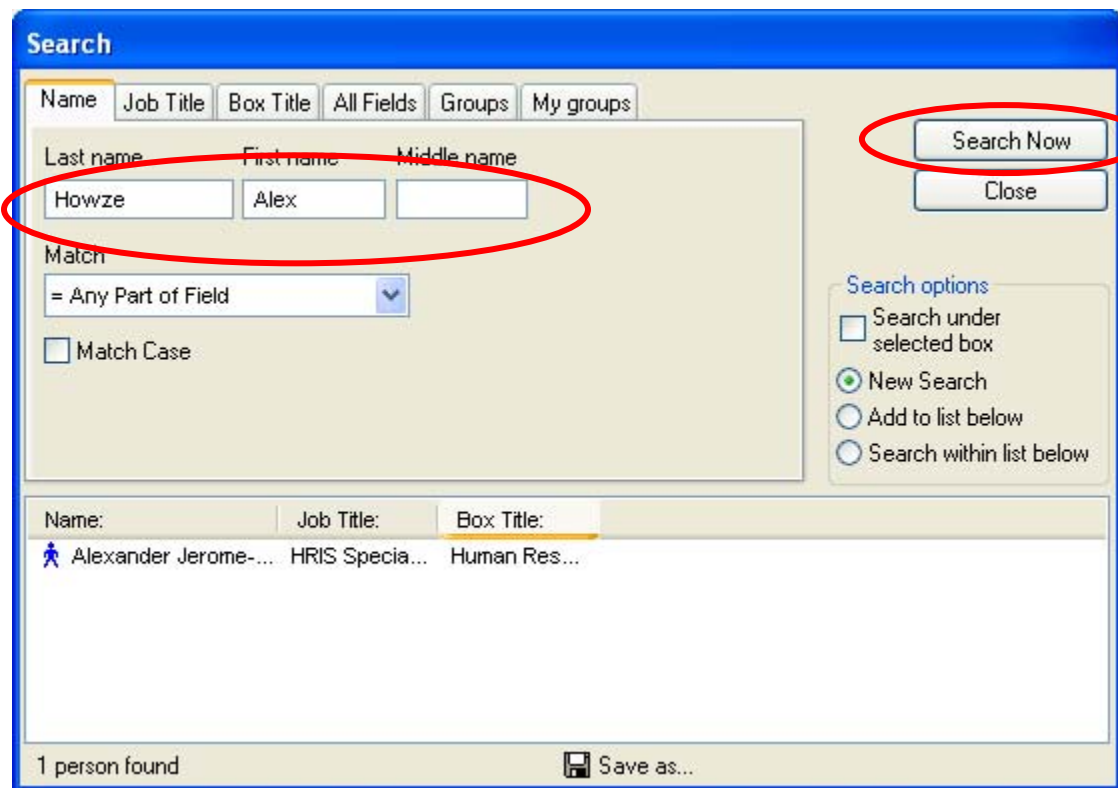 Search
Name Job Title Box Title All Fields Groups My groups
Last name First name Middle name
Howze Alex
Match
= Any Part of Field
Match Case
Search Now
Close
Search options
Search under
selected box
New Search
Add to list below
Search within list below
Name: Job Title: Box Title:
Alexander Jerome-... HRIS Specia... Human Res...
1 person found Save as...